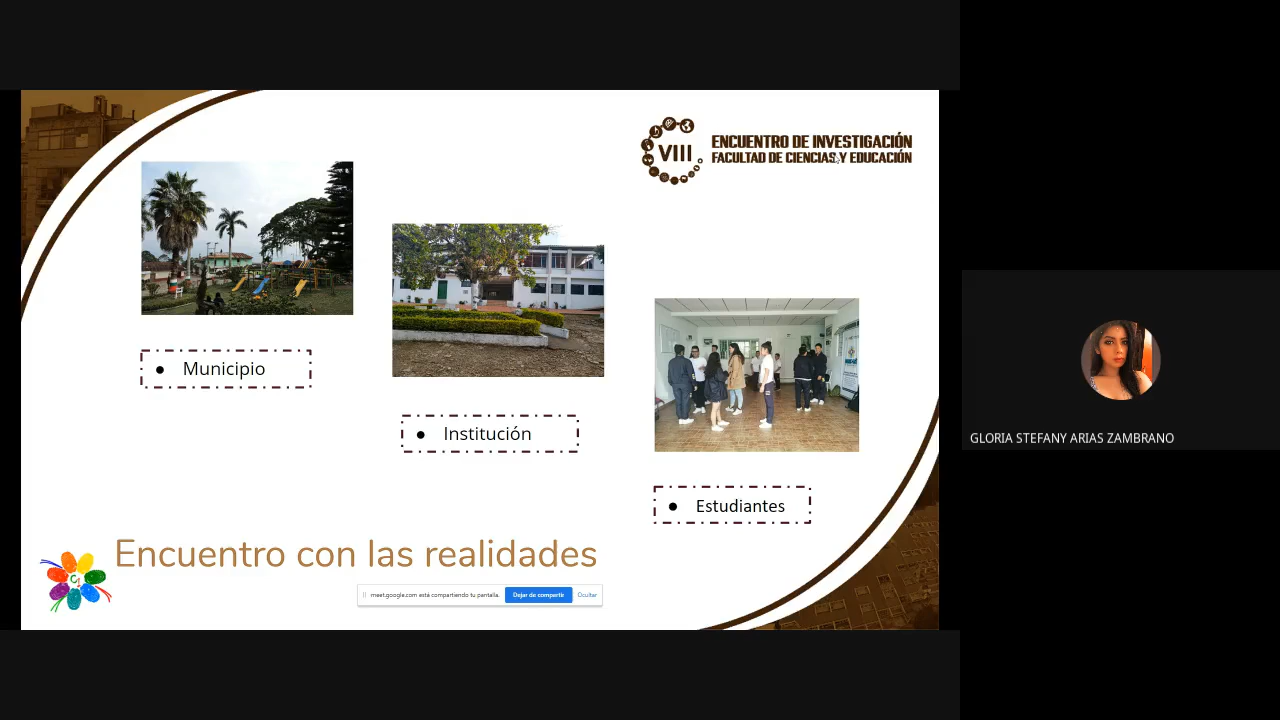 VIII
ENCUENTRO DE INVESTIGACIÓN
FACULTAD DE CIENCIAS Y EDUCACIÓN
● Municipio
● Institución
● Estudiantes
Encuentro con las realidades
meet.google.com está compartiendo tu pantalla.
Dejar de compartir
Ocultar
GLORIA STEFANY ARIAS ZAMBRANO